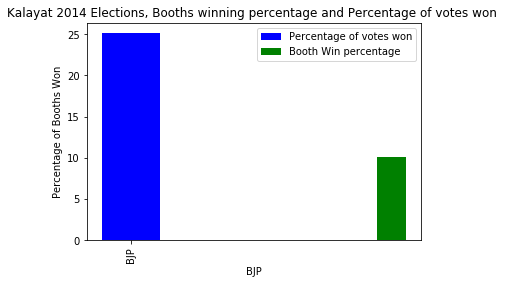 Kalayat 2014 Elections, Booths winning percentage and Percentage of votes won
Percentage of votes won
Booth Win percentage
Percentage of Booths Won
25
20
15
10
5
0
BJP
BJP